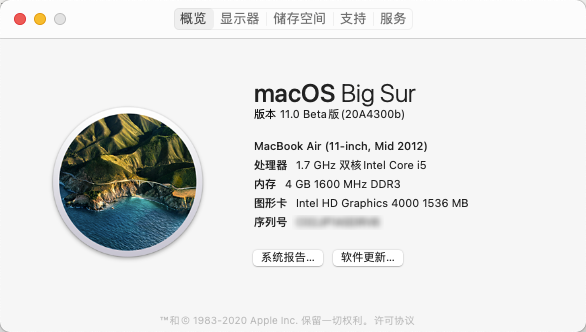 概览 显示器 储存空间 支持 服务
macOS Big Sur
版本 11.0 Beta版 (20A4300b)
MacBook Air (11-inch, Mid 2012)
处理器 1.7 GHz 双核Intel Core i5
内存 4 GB 1600 MHz DDR3
图形卡 Intel HD Graphics 4000 1536 MB
序列号
系统报告... 软件更新...
™和© 1983-2020 Apple Inc. 保留一切权利。许可协议